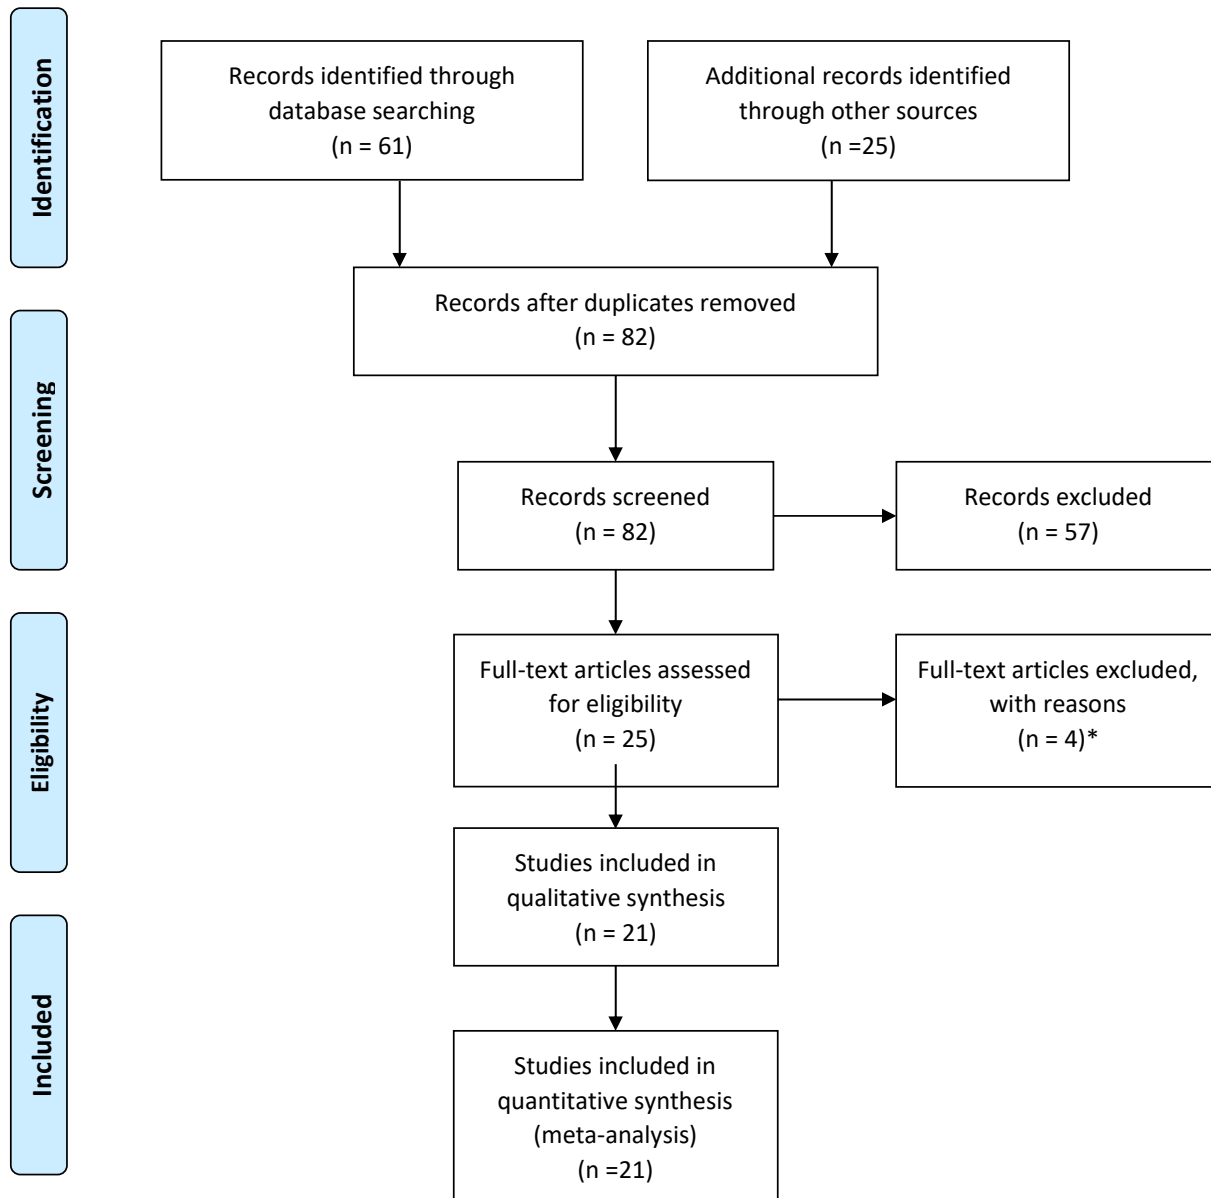 Identification
Records identified through
database searching
(n = 61)
Additional records identified
through other sources
(n =25)
Records after duplicates removed
(n = 82)
Screening
Records screened
(n = 82)
Records excluded
(n = 57)
Eligibility
Full-text articles assessed
for eligibility
(n = 25)
Full-text articles excluded,
with reasons
(n = 4)*
Studies included in
qualitative synthesis
(n = 21)
Included
Studies included in
quantitative synthesis
(meta-analysis)
(n =21)